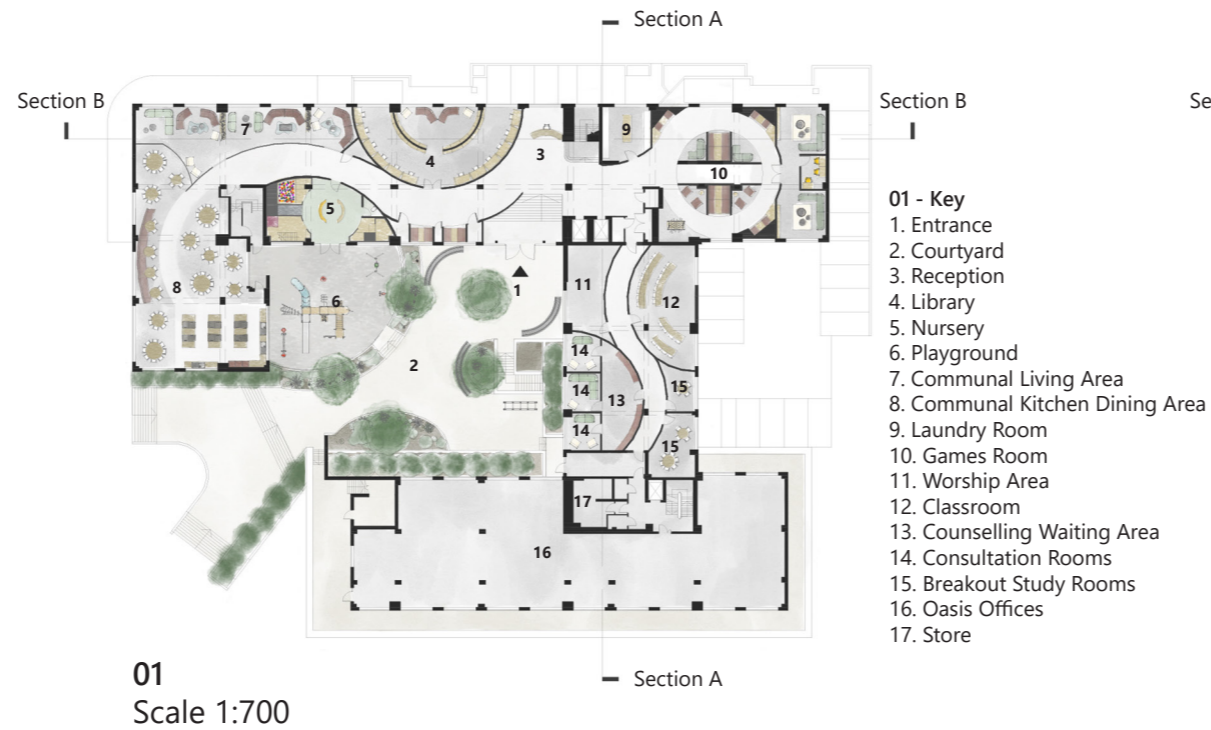 Section A
Section B
Section B
Se
7
4
3
9
10
5
1
11
12
8
6
2
14
13
15
14
14
15
17
16
01 - Key
1. Entrance
2. Courtyard
3. Reception
4. Library
5. Nursery
6. Playground
7. Communal Living Area
8. Communal Kitchen Dining Area
9. Laundry Room
10. Games Room
11. Worship Area
12. Classroom
13. Counselling Waiting Area
14. Consultation Rooms
15. Breakout Study Rooms
16. Oasis Offices
17. Store
Section A
01
Scale 1:700